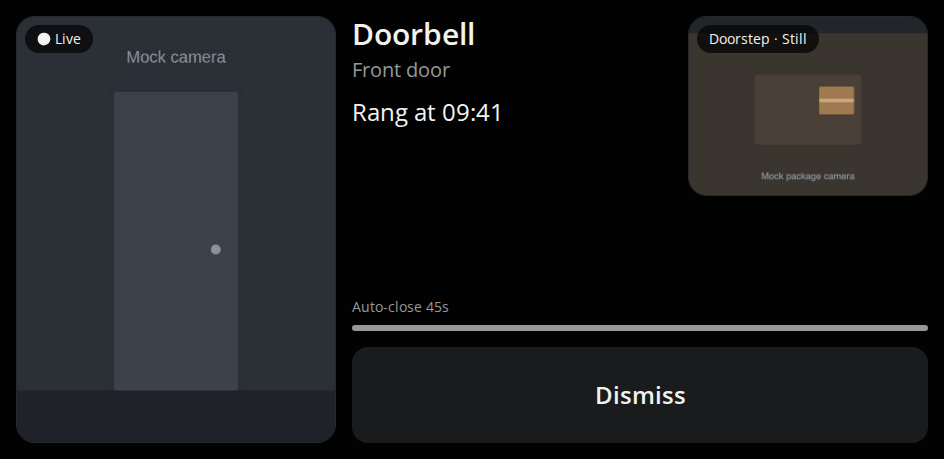 Live
Mock camera
Doorbell
Front door
Rang at 09:41
Doorstep · Still
Mock package camera
Auto-close 45s
Dismiss